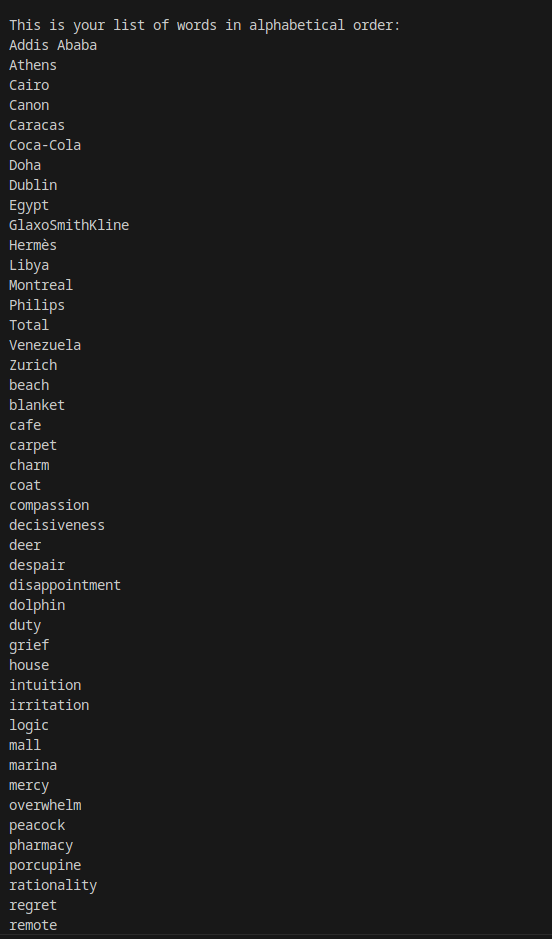 This is your list of words in alphabetical order:
Addis Ababa
Athens
Cairo
Canon
Caracas
Coca-Cola
Doha
Dublin
Egypt
GlaxoSmithKline
Hermès
Libya
Montreal
Philips
Total
Venezuela
Zurich
beach
blanket
cafe
carpet
charm
coat
compassion
decisiveness
deer
despair
disappointment
dolphin
duty
grief
house
intuition
irritation
logic
mall
marina
mercy
overwhelm
peacock
pharmacy
porcupine
rationality
regret
remote